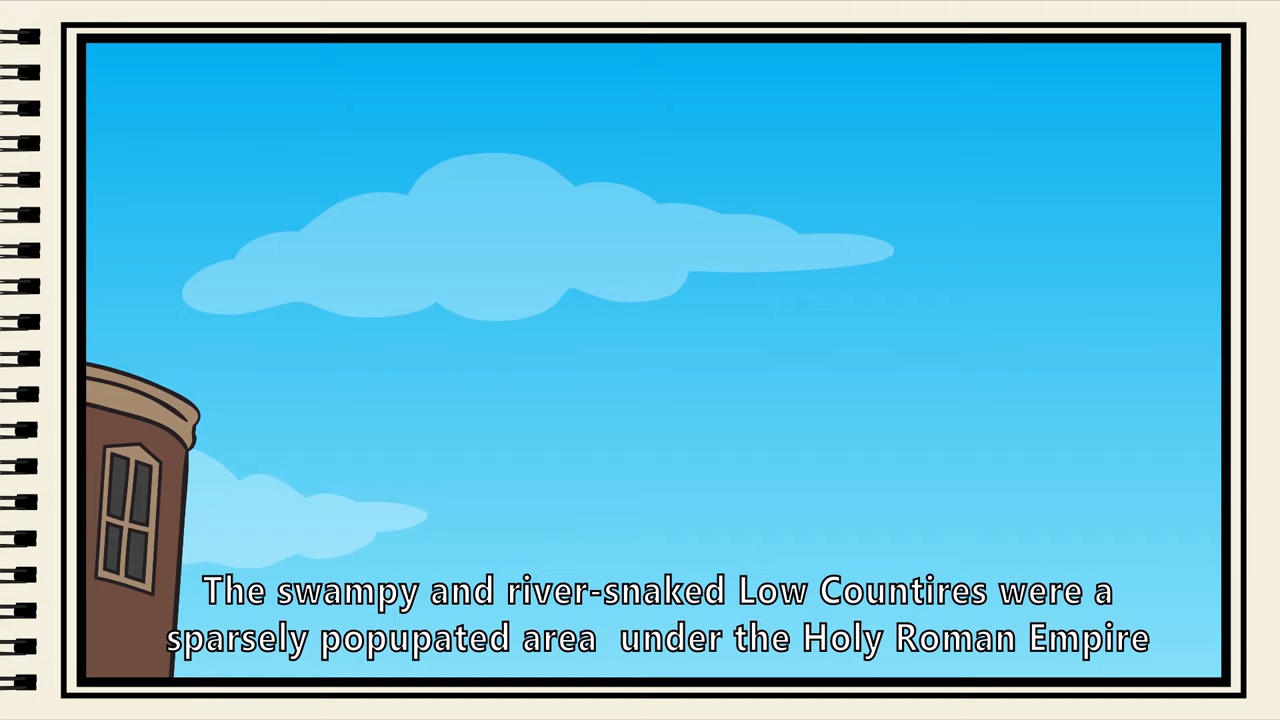 The swampy and river-snaked Low Countires were a
sparsely popupated area  under the Holy Roman Empire